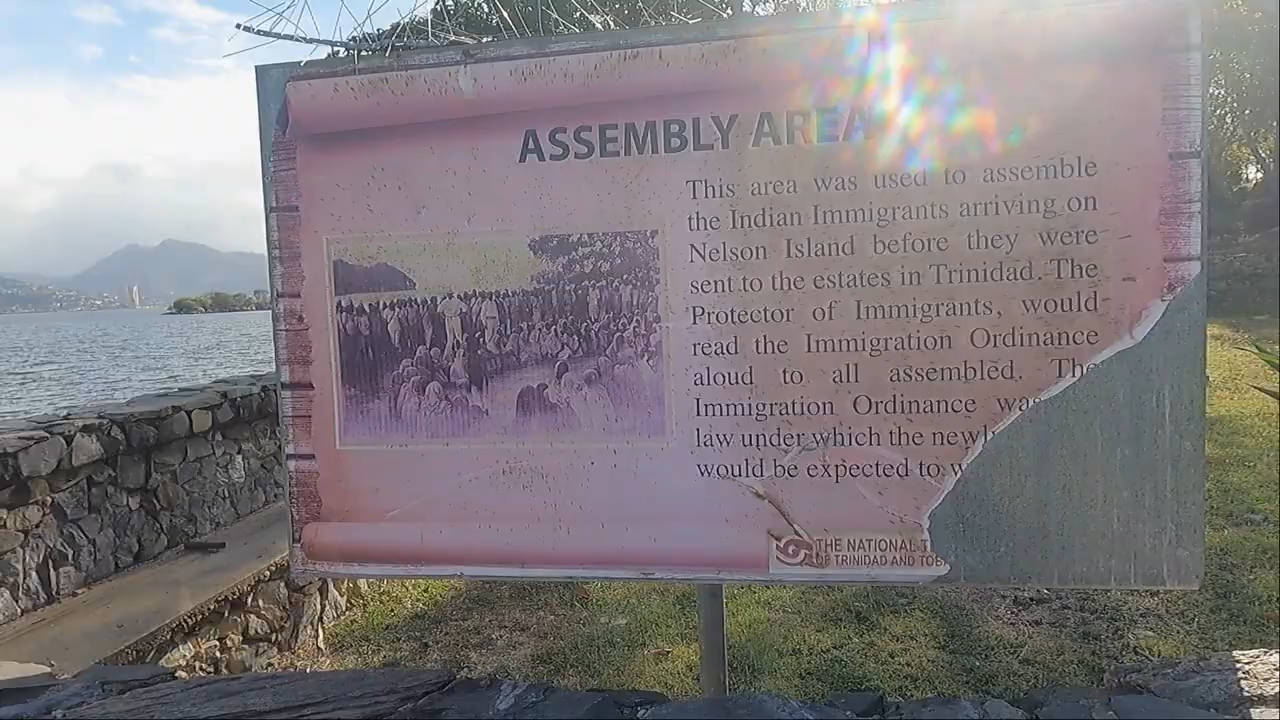 ASSEMBLY AREA
This area was used to assemble
the Indian Immigrants arriving on
Nelson Island before they were
sent to the estates in Trinidad. The
Protector of Immigrants, would
read the Immigration Ordinance
aloud to all assembled. The
Immigration Ordinance was
law under which the newl
would be expected to w
THE NATIONAL T
OF TRINIDAD AND TOB